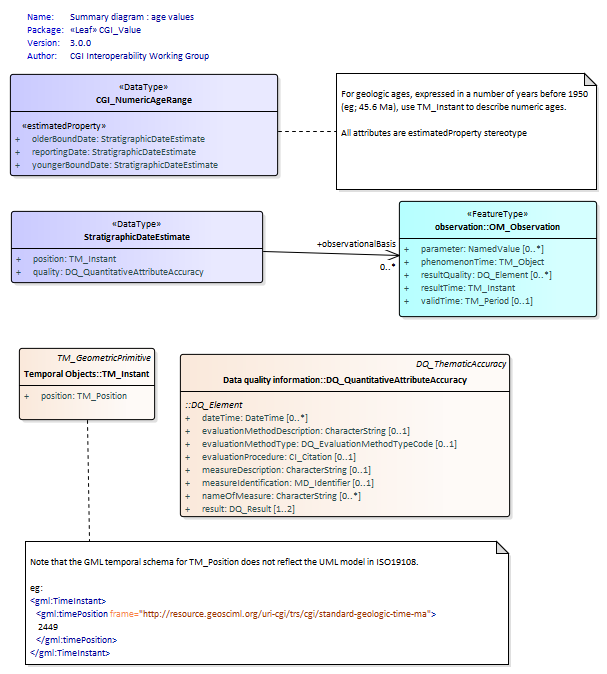 Name: Summary diagram : age values
Package: «Leaf» CGI_Value
Version: 3.0.0
Author: CGI Interoperability Working Group
«DataType»
CGI_NumericAgeRange
«estimatedProperty»
+ olderBoundDate: StratigraphicDateEstimate
+ reportingDate: StratigraphicDateEstimate
+ youngerBoundDate: StratigraphicDateEstimate
For geologic ages, expressed in a number of years before 1950
(eg; 45.6 Ma), use TM_Instant to describe numeric ages.
All attributes are estimatedProperty stereotype
«DataType»
StratigraphicDateEstimate
+ position: TM_Instant
+ quality: DQ_QuantitativeAttributeAccuracy
+observationalBasis
0..*
«FeatureType»
observation::OM_Observation
+ parameter: NamedValue [0..*]
+ phenomenonTime: TM_Object
+ resultQuality: DQ_Element [0..*]
+ resultTime: TM_Instant
+ validTime: TM_Period [0..1]
TM_GeometricPrimitive
Temporal Objects::TM_Instant
+ position: TM_Position
DQ_ThematicAccuracy
Data quality information::DQ_QuantitativeAttributeAccuracy
::DQ_Element
+ dateTime: DateTime [0..*]
+ evaluationMethodDescription: CharacterString [0..1]
+ evaluationMethodType: DQ_EvaluationMethodTypeCode [0..1]
+ evaluationProcedure: CI_Citation [0..1]
+ measureDescription: CharacterString [0..1]
+ measureIdentification: MD_Identifier [0..1]
+ nameOfMeasure: CharacterString [0..*]
+ result: DQ_Result [1..2]
Note that the GML temporal schema for TM_Position does not reflect the UML model in ISO19108.
eg:
<gml:TimeInstant>
<gml:timePosition frame="http://resource.geosciml.org/uri-cgi/trs/cgi/standard-geologic-time-ma">
2449
</gml:timePosition>
</gml:TimeInstant>